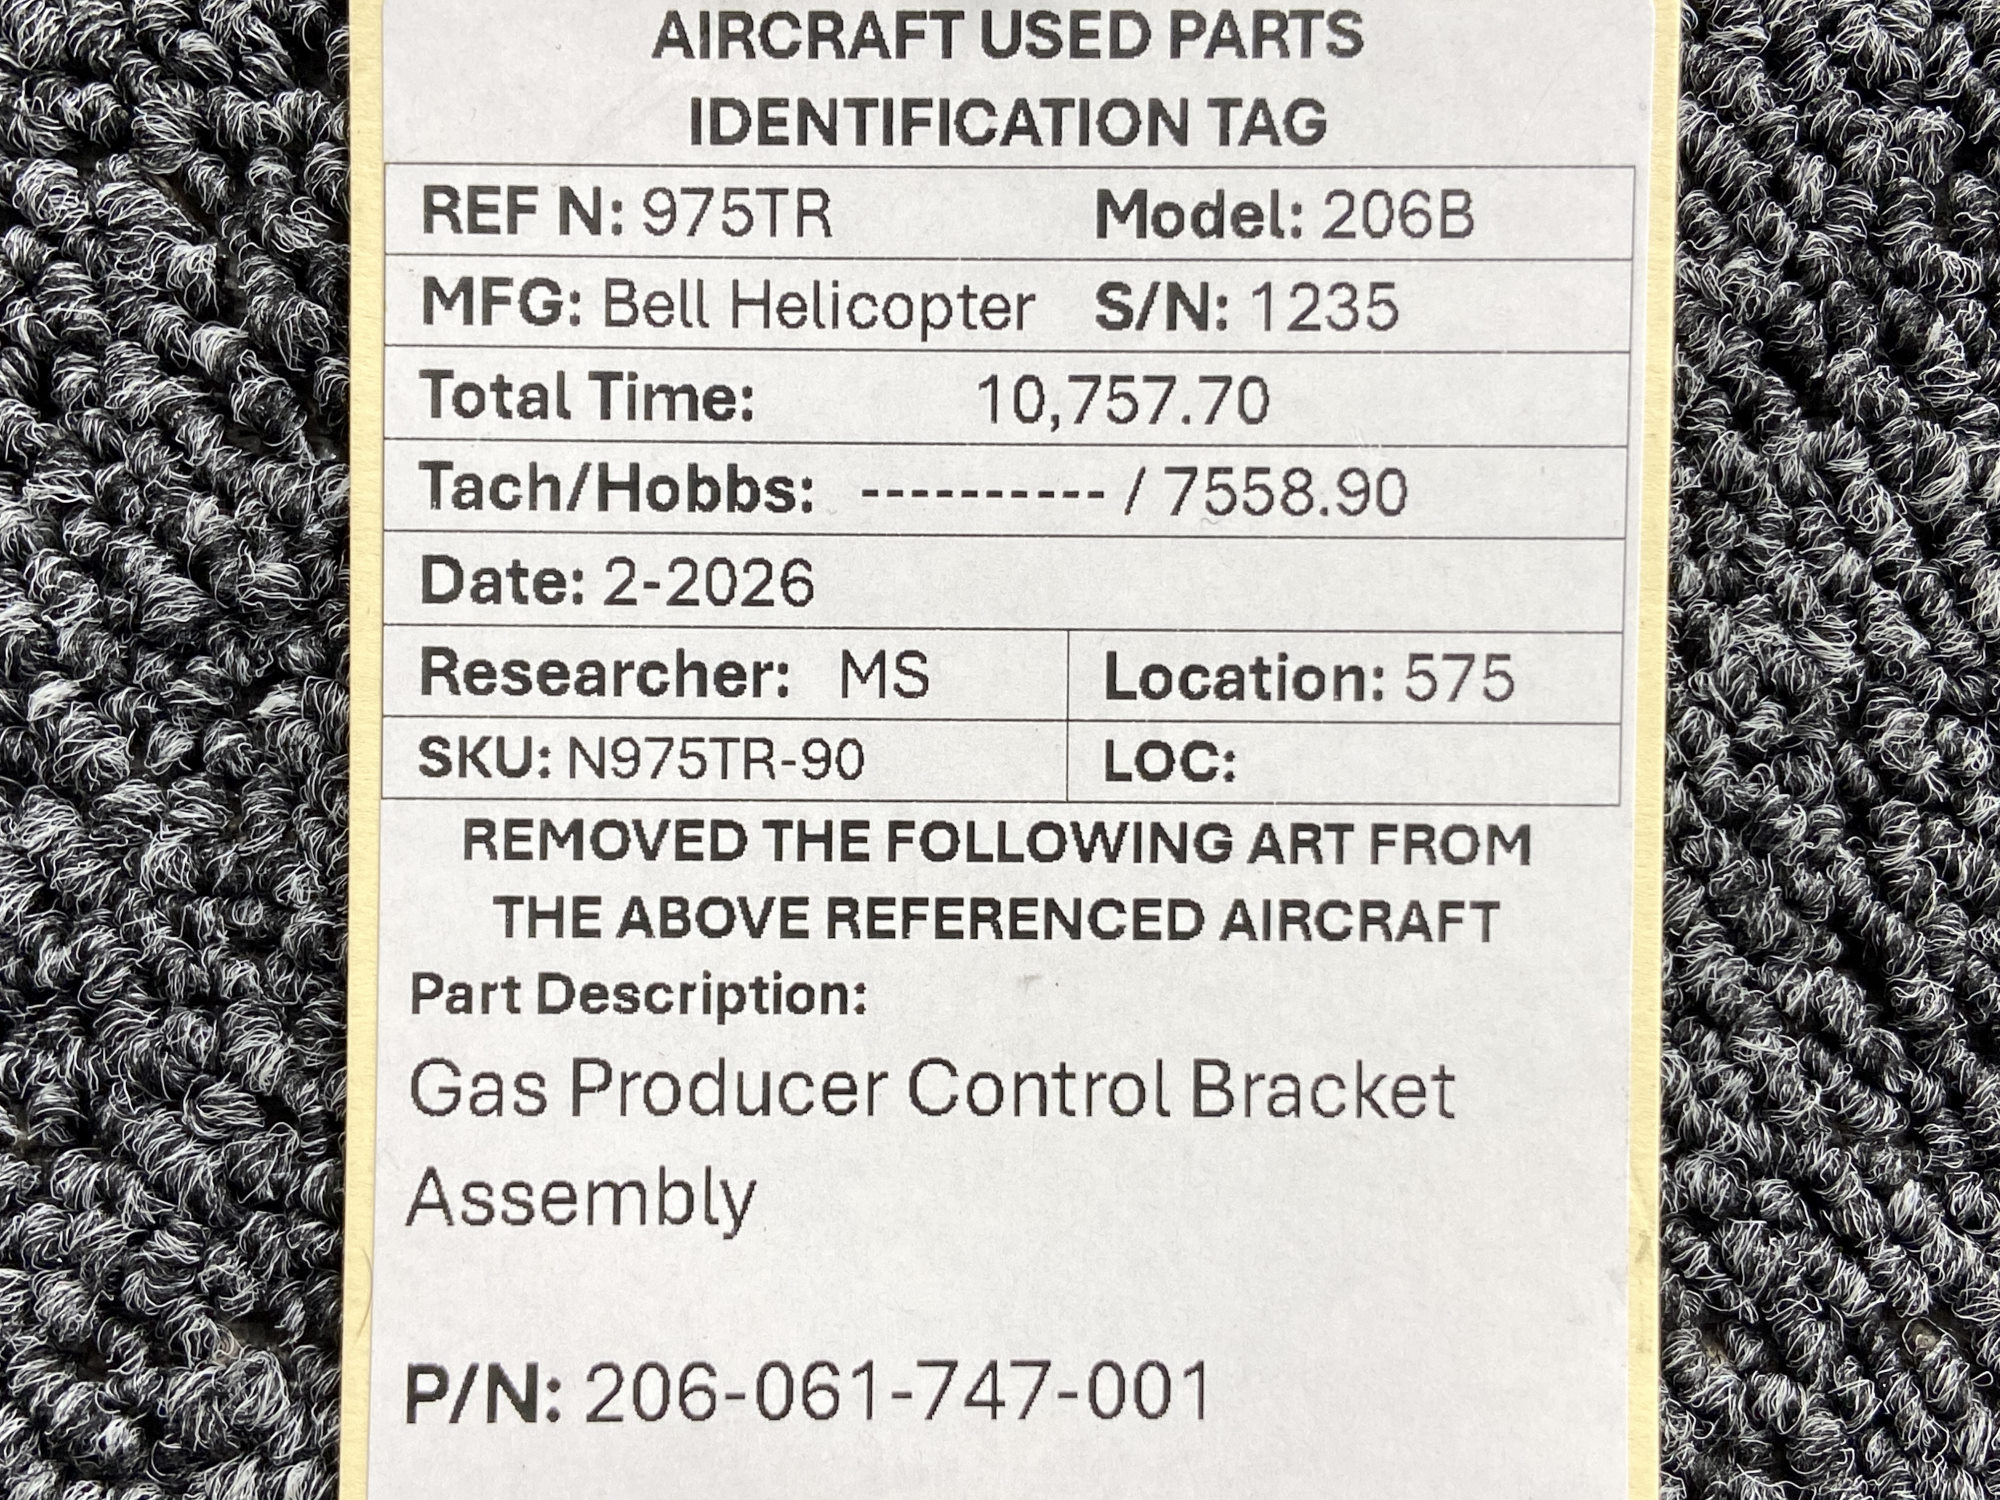 AIRCRAFT USED PARTS
IDENTIFICATION TAG
REF N: 975TR Model: 206B
MFG: Bell Helicopter S/N: 1235
Total Time: 10,757.70
Tach/Hobbs: ---------- / 7558.90
Date: 2-2026
Researcher: MS Location: 575
SKU: N975TR-90 LOC:
REMOVED THE FOLLOWING ART FROM
THE ABOVE REFERENCED AIRCRAFT
Part Description:
Gas Producer Control Bracket
Assembly
P/N: 206-061-747-001